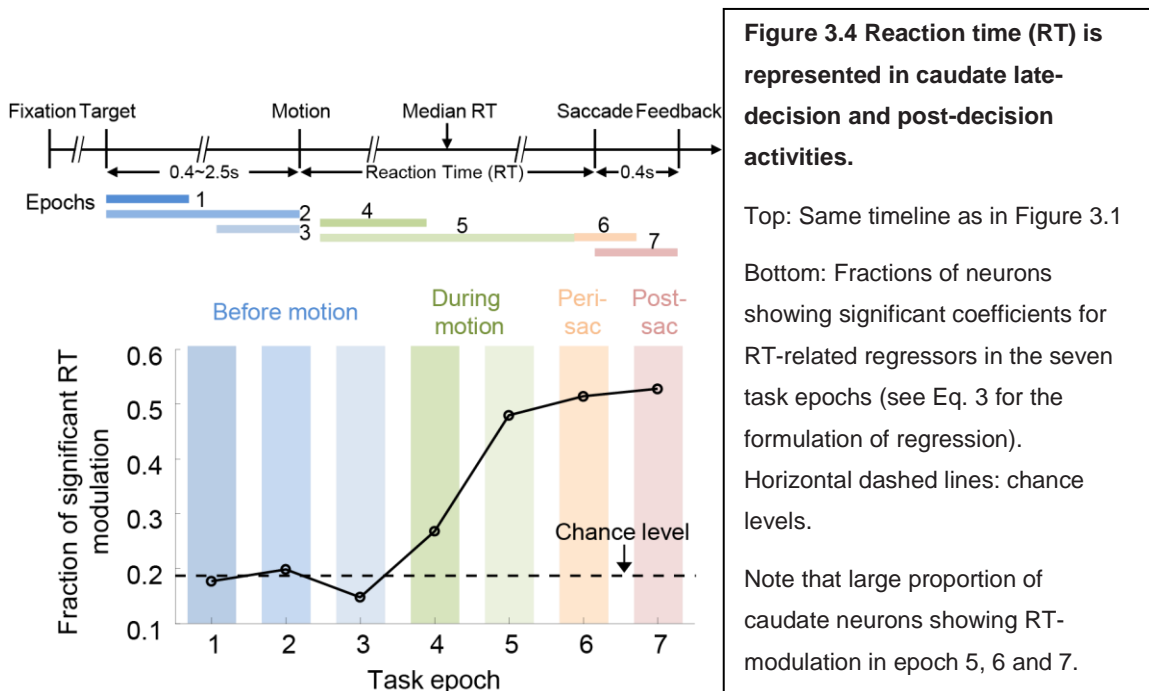 Fixation Target Motion Median RT Saccade Feedback
0.4~2.5s Reaction Time (RT) 0.4s
Epochs
1
2
3
4
5
6
7
Before motion
During
motion
Peri-
sac
Post-
sac
Fraction of significant RT
modulation
0.6
0.5
0.4
0.3
0.2
0.1
Chance level
1 2 3 4 5 6 7
Task epoch
Figure 3.4 Reaction time (RT) is
represented in caudate late-
decision and post-decision
activities.
Top: Same timeline as in Figure 3.1
Bottom: Fractions of neurons
showing significant coefficients for
RT-related regressors in the seven
task epochs (see Eq. 3 for the
formulation of regression).
Horizontal dashed lines: chance
levels.
Note that large proportion of
caudate neurons showing RT-
modulation in epoch 5, 6 and 7.